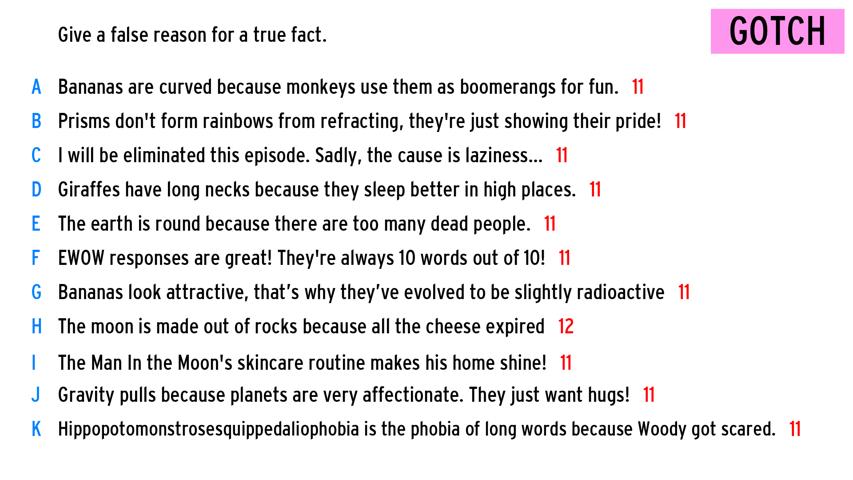 Give a false reason for a true fact.
GOTCH
A Bananas are curved because monkeys use them as boomerangs for fun. 11
B Prisms don't form rainbows from refracting, they're just showing their pride! 11
C I will be eliminated this episode. Sadly, the cause is laziness... 11
D Giraffes have long necks because they sleep better in high places. 11
E The earth is round because there are too many dead people. 11
F EWOW responses are great! They're always 10 words out of 10! 11
G Bananas look attractive, that’s why they’ve evolved to be slightly radioactive 11
H The moon is made out of rocks because all the cheese expired 12
I The Man In the Moon's skincare routine makes his home shine! 11
J Gravity pulls because planets are very affectionate. They just want hugs! 11
K Hippopotomonstrosesquippedaliophobia is the phobia of long words because Woody got scared. 11